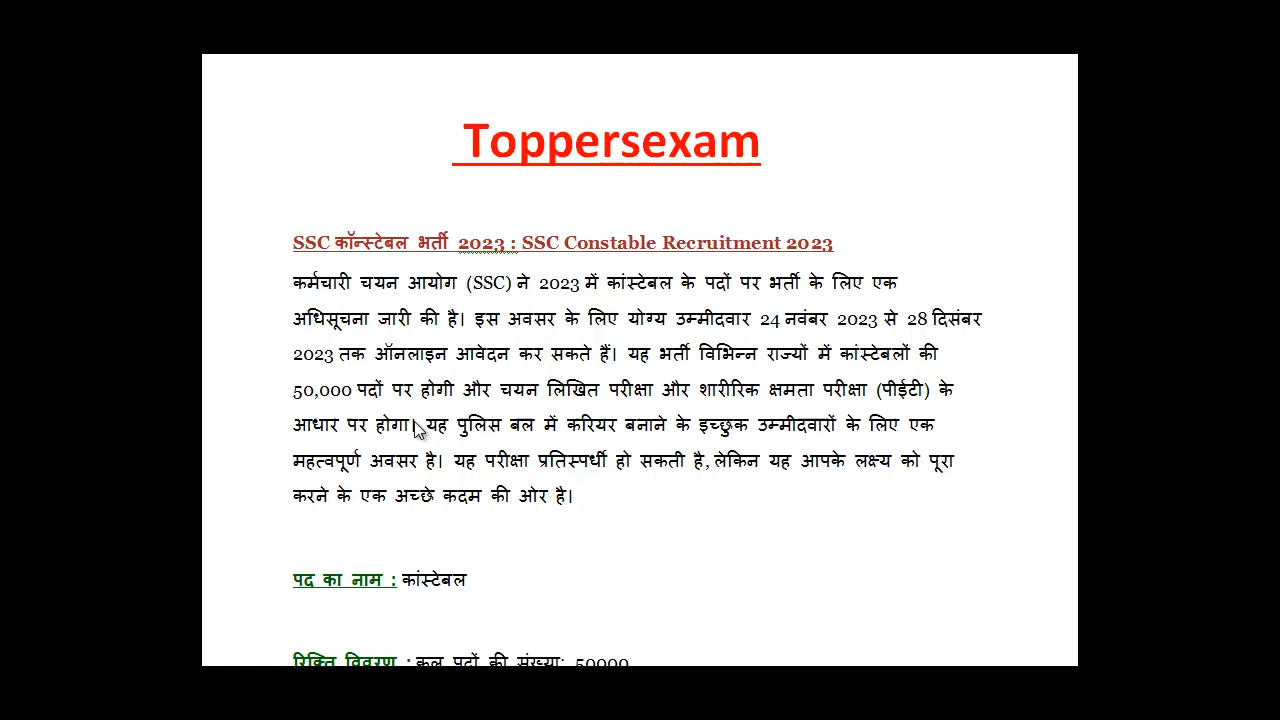 Toppersexam
SSC कॉन्स्टेबल भर्ती 2023 : SSC Constable Recruitment 2023
कर्मचारी चयन आयोग (SSC) ने 2023 में कांस्टेबल के पदों पर भर्ती के लिए एक
अधिसूचना जारी की है। इस अवसर के लिए योग्य उम्मीदवार 24 नवंबर 2023 से 28 दिसंबर
2023 तक ऑनलाइन आवेदन कर सकते हैं। यह भर्ती विभिन्न राज्यों में कांस्टेबलों की
50,000 पदों पर होगी और चयन लिखित परीक्षा और शारीरिक क्षमता परीक्षा (पीईटी) के
आधार पर होगा। यह पुलिस बल में करियर बनाने के इच्छुक उम्मीदवारों के लिए एक
महत्वपूर्ण अवसर है। यह परीक्षा प्रतिस्पर्धी हो सकती है, लेकिन यह आपके लक्ष्य को पूरा
करने के एक अच्छे कदम की ओर है।
पद का नाम : कांस्टेबल
रिक्ति विवरण : कुल पदों की संख्या: 50000